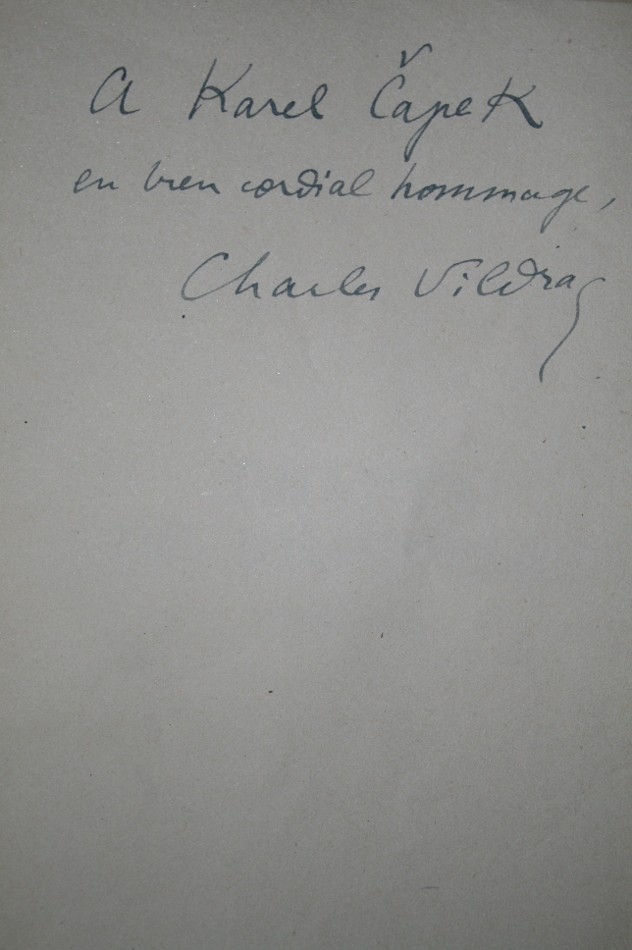 A Karel Čapek
en bien cordial hommage,
Charles Vildrac